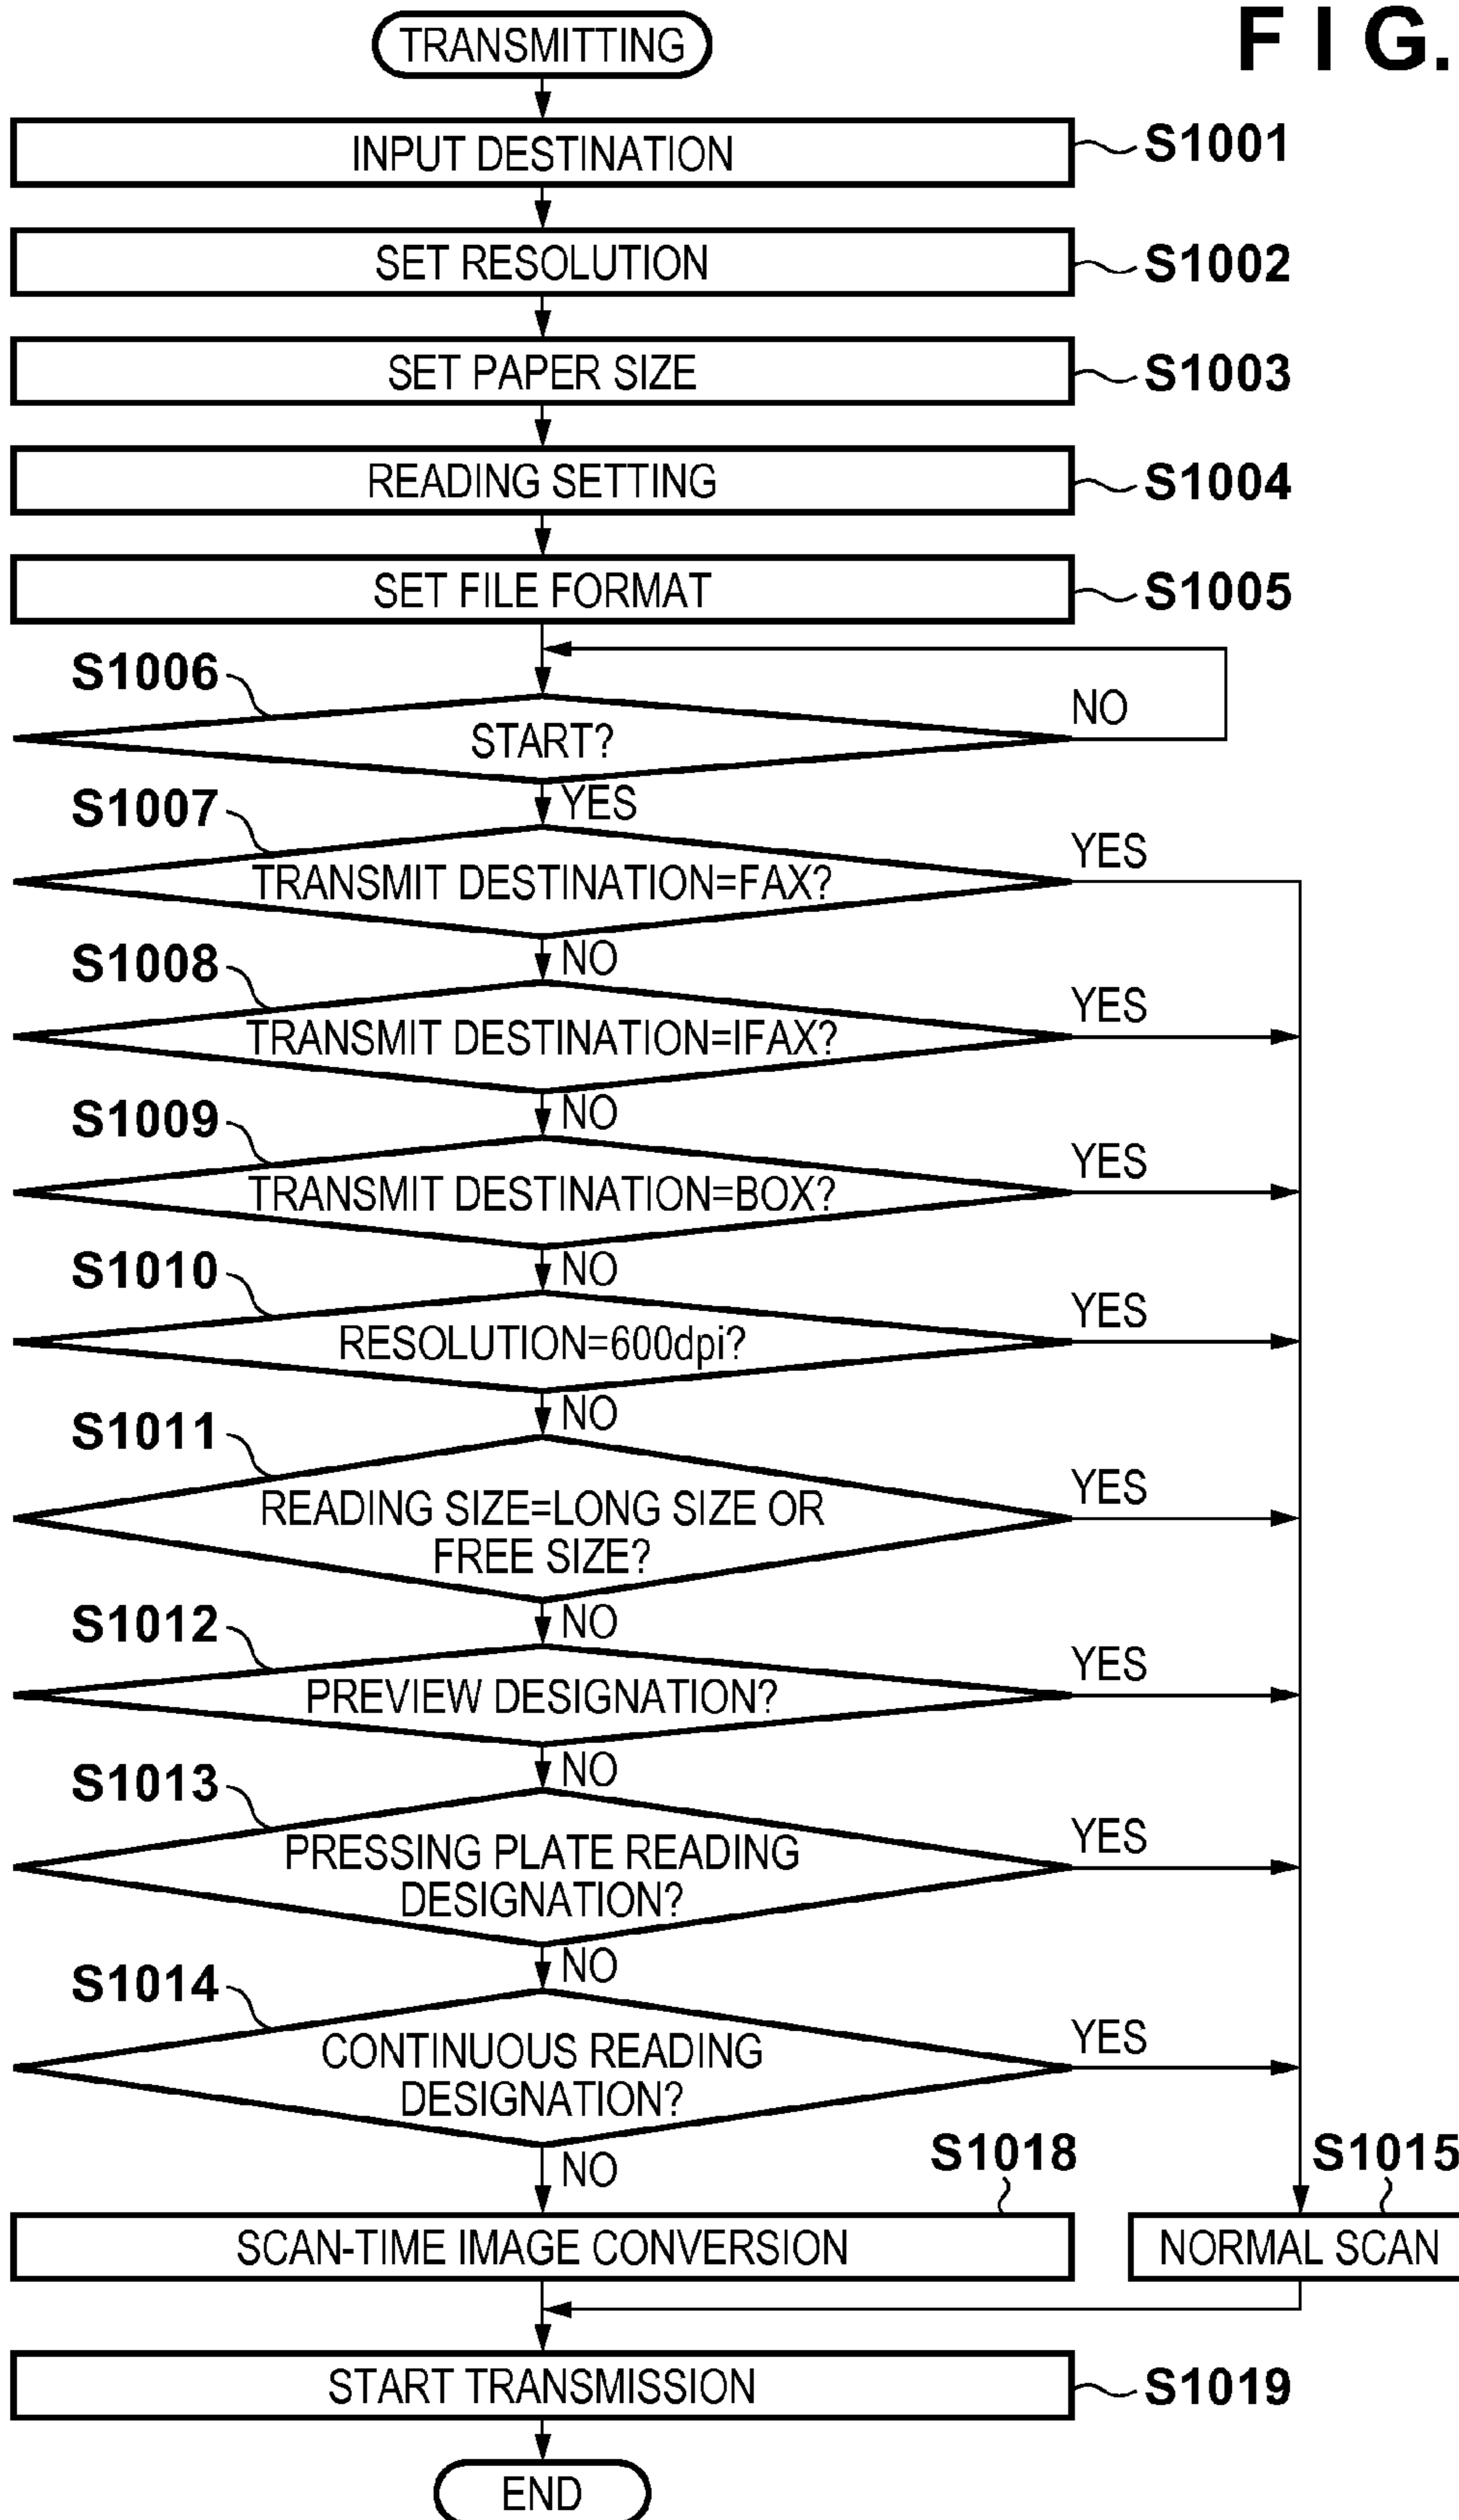 FIG.
TRANSMITTING
INPUT DESTINATION
S1001
SET RESOLUTION
S1002
SET PAPER SIZE
S1003
READING SETTING
S1004
SET FILE FORMAT
S1005
S1006
START?
NO
YES
S1007
TRANSMIT DESTINATION=FAX?
YES
NO
S1008
TRANSMIT DESTINATION=IFAX?
YES
NO
S1009
TRANSMIT DESTINATION=BOX?
YES
NO
S1010
RESOLUTION=600dpi?
YES
NO
S1011
READING SIZE=LONG SIZE OR
FREE SIZE?
YES
NO
S1012
PREVIEW DESIGNATION?
YES
NO
S1013
PRESSING PLATE READING
DESIGNATION?
YES
NO
S1014
CONTINUOUS READING
DESIGNATION?
YES
NO
S1018
S1015
SCAN-TIME IMAGE CONVERSION
NORMAL SCAN
START TRANSMISSION
S1019
END